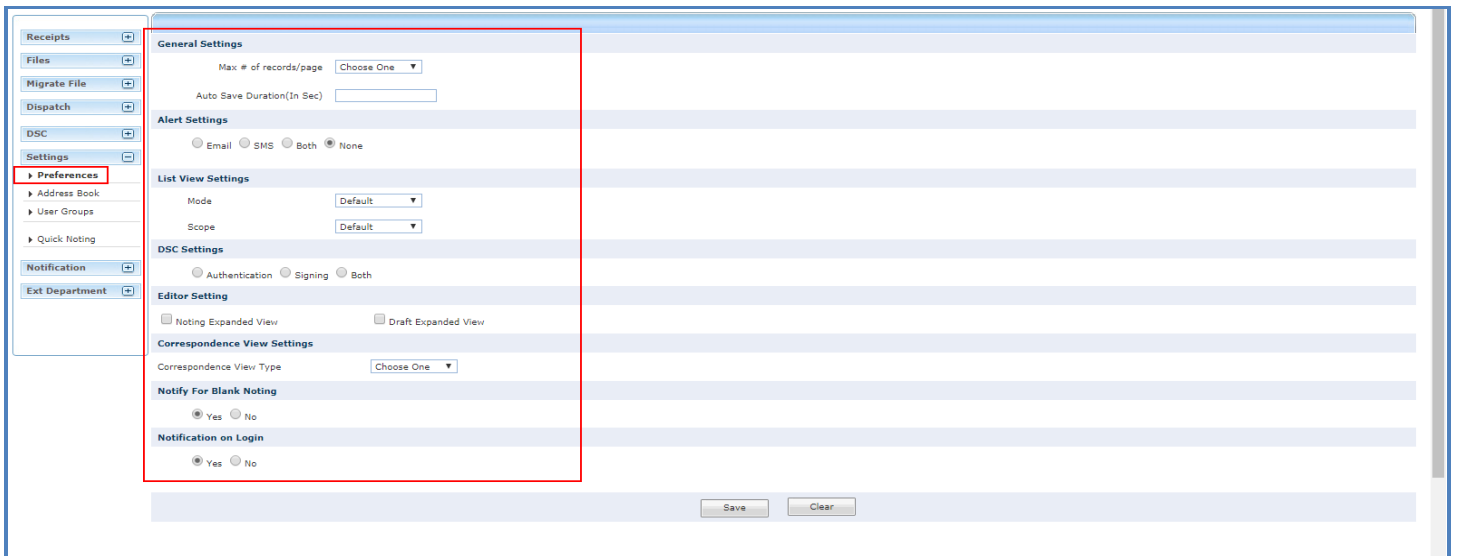 Receipts
Files
Migrate File
Dispatch
DSC
Settings
Preferences
Address Book
User Groups
Quick Noting
Notification
Ext Department
General Settings
Max # of records/page Choose One
Auto Save Duration(In Sec)
Alert Settings
Email SMS Both None
List View Settings
Mode Default
Scope Default
DSC Settings
Authentication Signing Both
Editor Setting
Noting Expanded View Draft Expanded View
Correspondence View Settings
Correspondence View Type Choose One
Notify For Blank Noting
Yes No
Notification on Login
Yes No
Save Clear